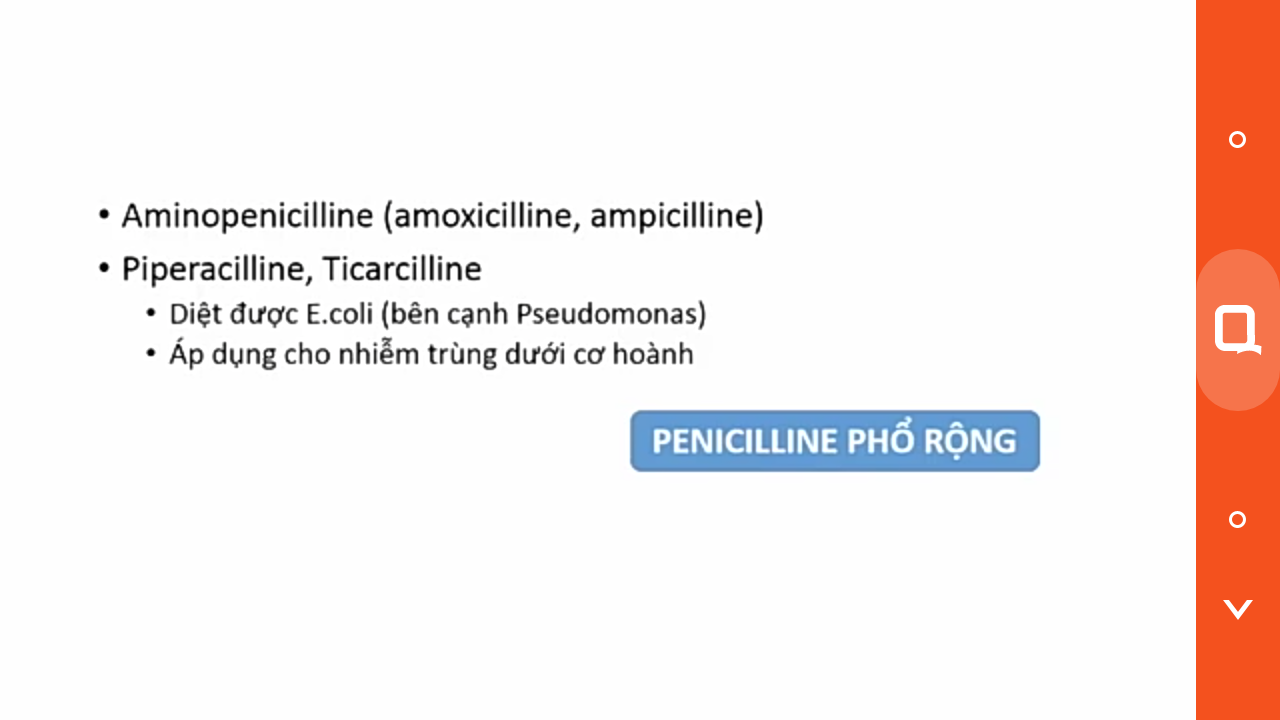 • Aminopenicilline (amoxicilline, ampicilline)
• Piperacilline, Ticarcilline
• Diệt được E.coli (bên cạnh Pseudomonas)
• Áp dụng cho nhiễm trùng dưới cơ hoành
PENICILLINE PHỔ RỘNG